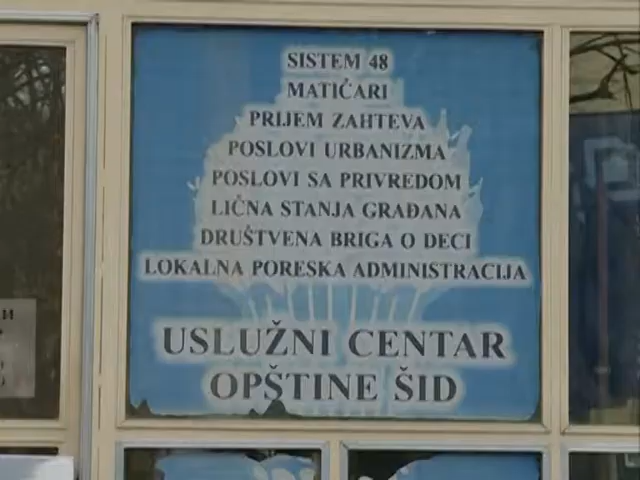 SISTEM 48
MATIČARI
PRIJEM ZAHTEVA
POSLOVI URBANIZMA
POSLOVI SA PRIVREDOM
LIČNA STANJA GRAĐANA
DRUŠTVENA BRIGA O DECI
LOKALNA PORESKA ADMINISTRACIJA
USLUŽNI CENTAR
OPŠTINE ŠID